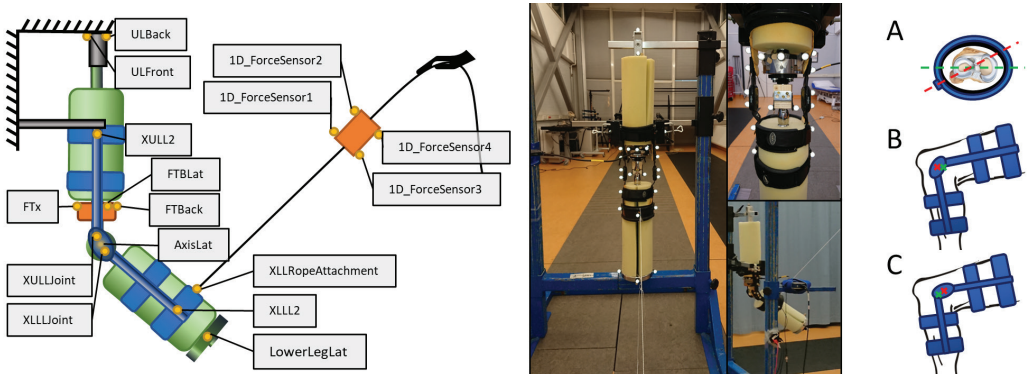 ULBack
ULFront
1D_ForceSensor2
1D_ForceSensor1
XULL2
1D_ForceSensor4
FTBLat
1D_ForceSensor3
FTx
FTBack
AxisLat
XULLJoint
XLLRopeAttachment
XLLLJoint
XLLL2
LowerLegLat
A
B
C